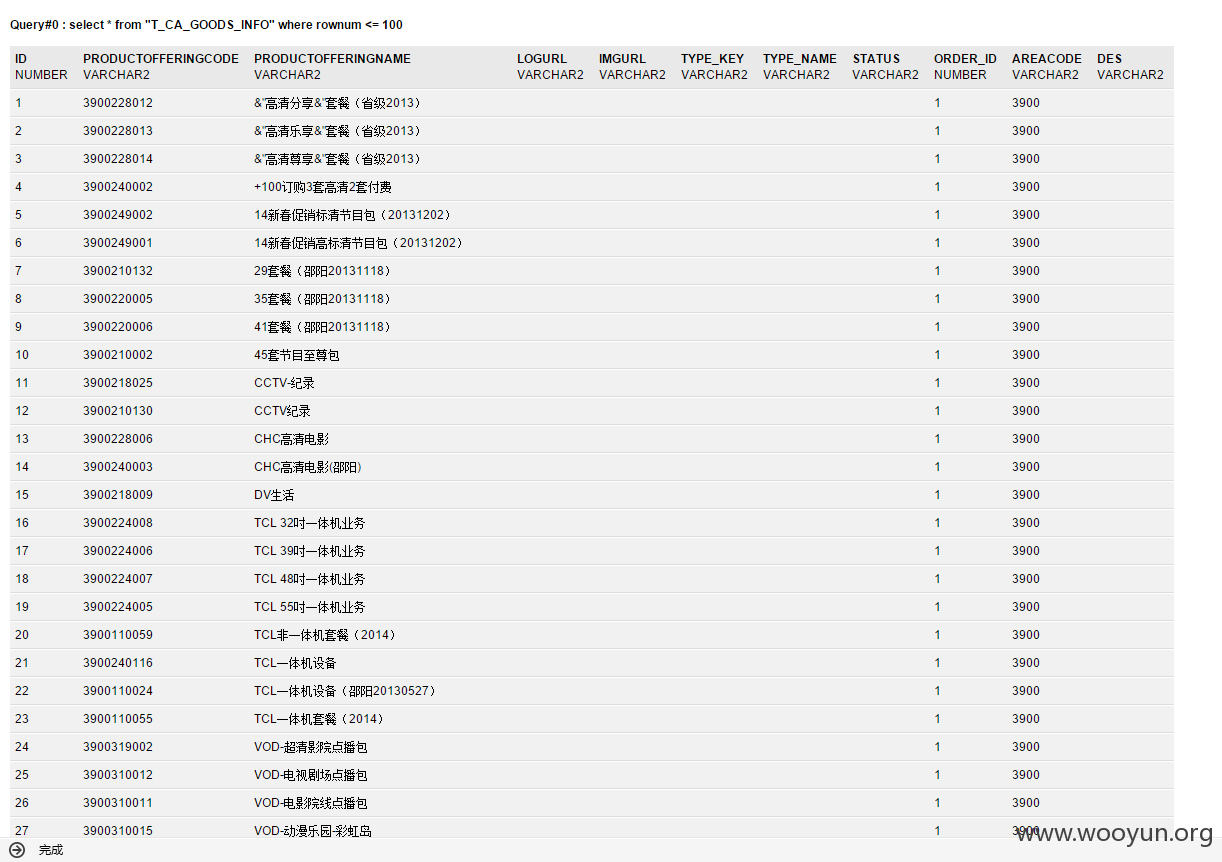 Query#0 : select * from "T_CA_GOODS_INFO" where rownum <= 100
ID PRODUCTOFFERINGCODE PRODUCTOFFERINGNAME LOGURL IMGURL TYPE_KEY TYPE_NAME STATUS ORDER_ID AREACODE DES
NUMBER VARCHAR2 VARCHAR2 VARCHAR2 VARCHAR2 VARCHAR2 VARCHAR2 VARCHAR2 NUMBER VARCHAR2 VARCHAR2
1 3900228012 &"高清分享&"套餐（省级2013） 1 3900
2 3900228013 &"高清乐享&"套餐（省级2013） 1 3900
3 3900228014 &"高清尊享&"套餐（省级2013） 1 3900
4 3900240002 +100订购3套高清2套付费 1 3900
5 3900249002 14新春促销标清节目包（20131202） 1 3900
6 3900249001 14新春促销高标清节目包（20131202） 1 3900
7 3900210132 29套餐（邵阳20131118） 1 3900
8 3900220005 35套餐（邵阳20131118） 1 3900
9 3900220006 41套餐（邵阳20131118） 1 3900
10 3900210002 45套节目至尊包 1 3900
11 3900218025 CCTV-纪录 1 3900
12 3900210130 CCTV纪录 1 3900
13 3900228006 CHC高清电影 1 3900
14 3900240003 CHC高清电影(邵阳) 1 3900
15 3900218009 DV生活 1 3900
16 3900224008 TCL 32吋一体机业务 1 3900
17 3900224006 TCL 39吋一体机业务 1 3900
18 3900224007 TCL 48吋一体机业务 1 3900
19 3900224005 TCL 55吋一体机业务 1 3900
20 3900110059 TCL非一体机套餐（2014） 1 3900
21 3900240116 TCL一体机设备 1 3900
22 3900110024 TCL一体机设备（邵阳20130527） 1 3900
23 3900110055 TCL一体机套餐（2014） 1 3900
24 3900319002 VOD-超清影院点播包 1 3900
25 3900310012 VOD-电视剧场点播包 1 3900
26 3900310011 VOD-电影院线点播包 1 3900
27 3900310015 VOD-动漫乐园-彩虹岛 1 3900
www.wooyun.org
完成